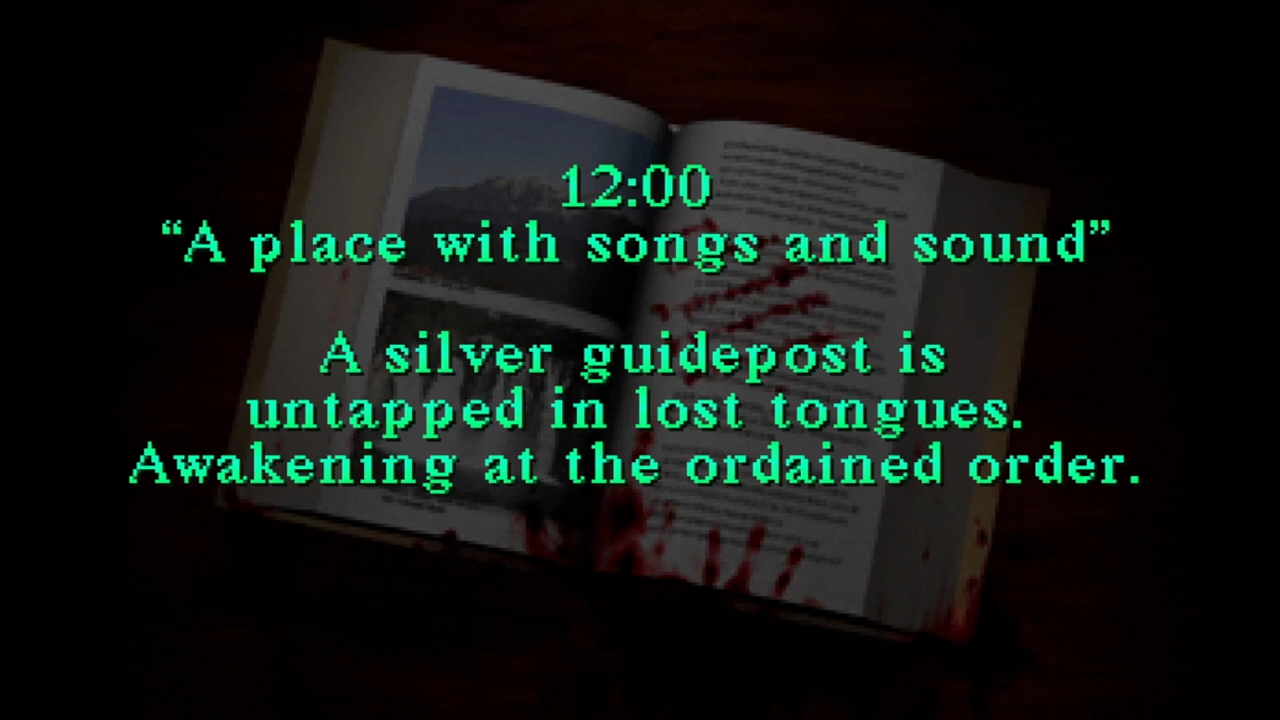 12:00
“A place with songs and sound”
A silver guidepost is
untapped in lost tongues.
Awakening at the ordained order.